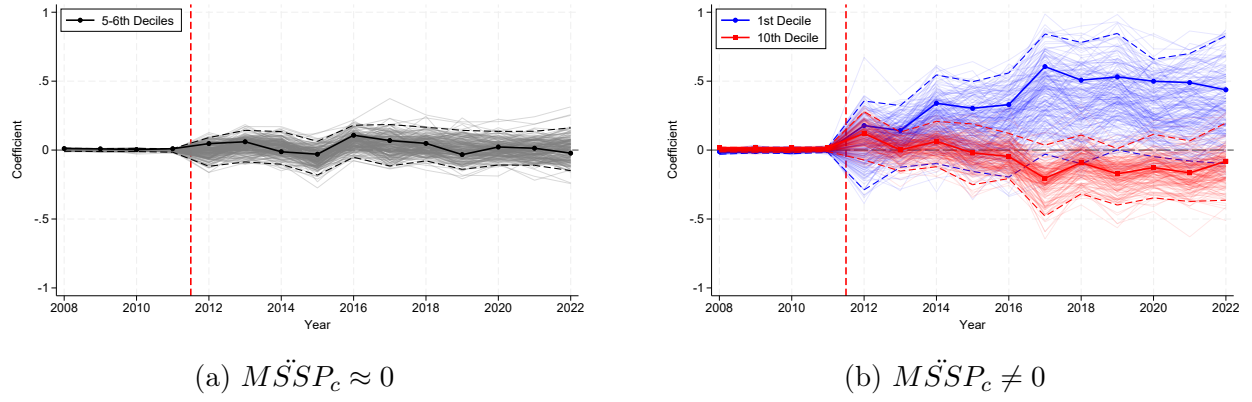 1
.5
0
-.5
-1
Coefficient
5-6th Deciles
2008 2010 2012 2014 2016 2018 2020 2022
Year
(a) MS̈SP_c ≈ 0
1
.5
0
-.5
-1
Coefficient
1st Decile
10th Decile
2008 2010 2012 2014 2016 2018 2020 2022
Year
(b) MS̈SP_c ≠ 0